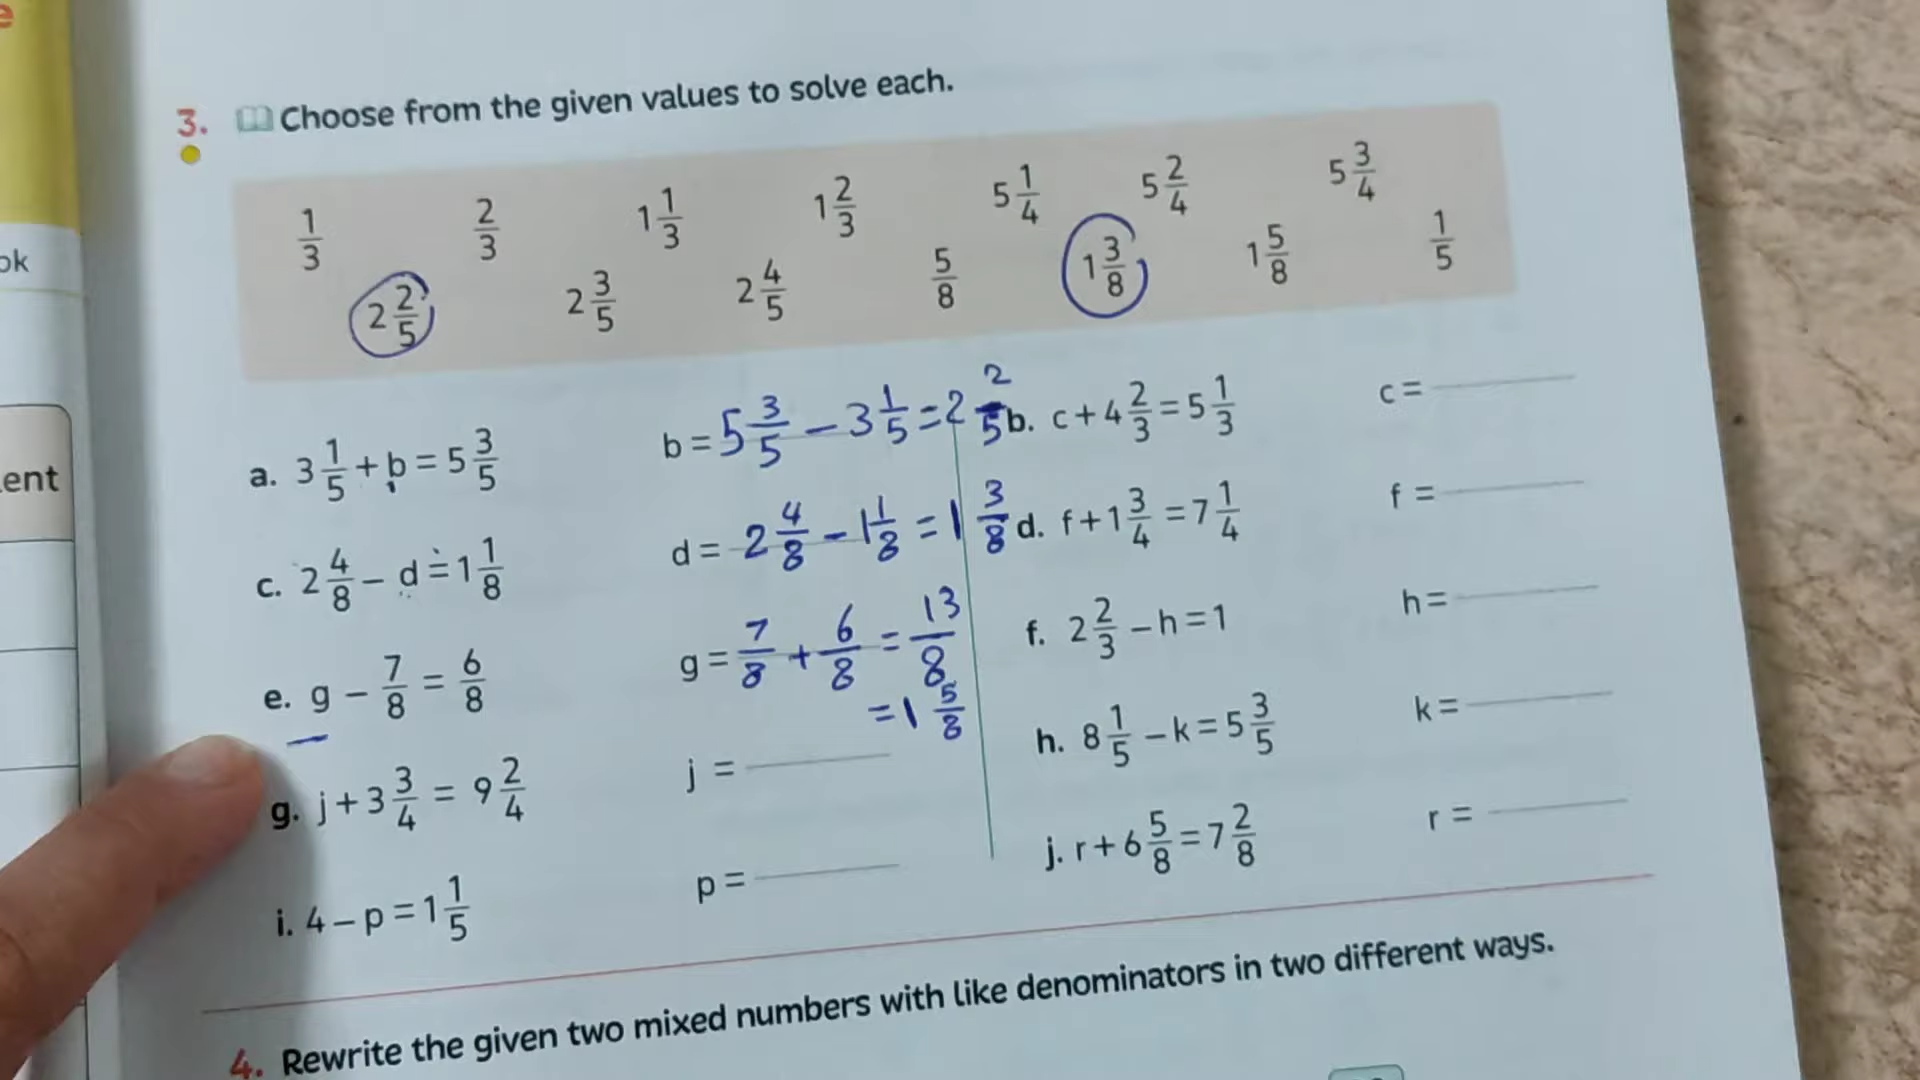 e
ok
ent
3. Choose from the given values to solve each.
1/3 2/3 1 1/3 1 2/3 5 1/4 5 2/4 5 3/4
2 2/5 2 3/5 2 4/5 5/8 1 3/8 1 5/8 1/5
a. 3 1/5 + b = 5 3/5 b = 5 3/5 - 3 1/5 = 2 2/5
b. c + 4 2/3 = 5 1/3 c =
c. 2 4/8 - d = 1 1/8 d = 2 4/8 - 1 1/8 = 1 3/8
d. f + 1 3/4 = 7 1/4 f =
e. g - 7/8 = 6/8 g = 7/8 + 6/8 = 13/8
= 1 5/8
f. 2 2/3 - h = 1 h =
g. j + 3 3/4 = 9 2/4 j =
h. 8 1/5 - k = 5 3/5 k =
i. 4 - p = 1 1/5 p =
j. r + 6 5/8 = 7 2/8 r =
4. Rewrite the given two mixed numbers with like denominators in two different ways.